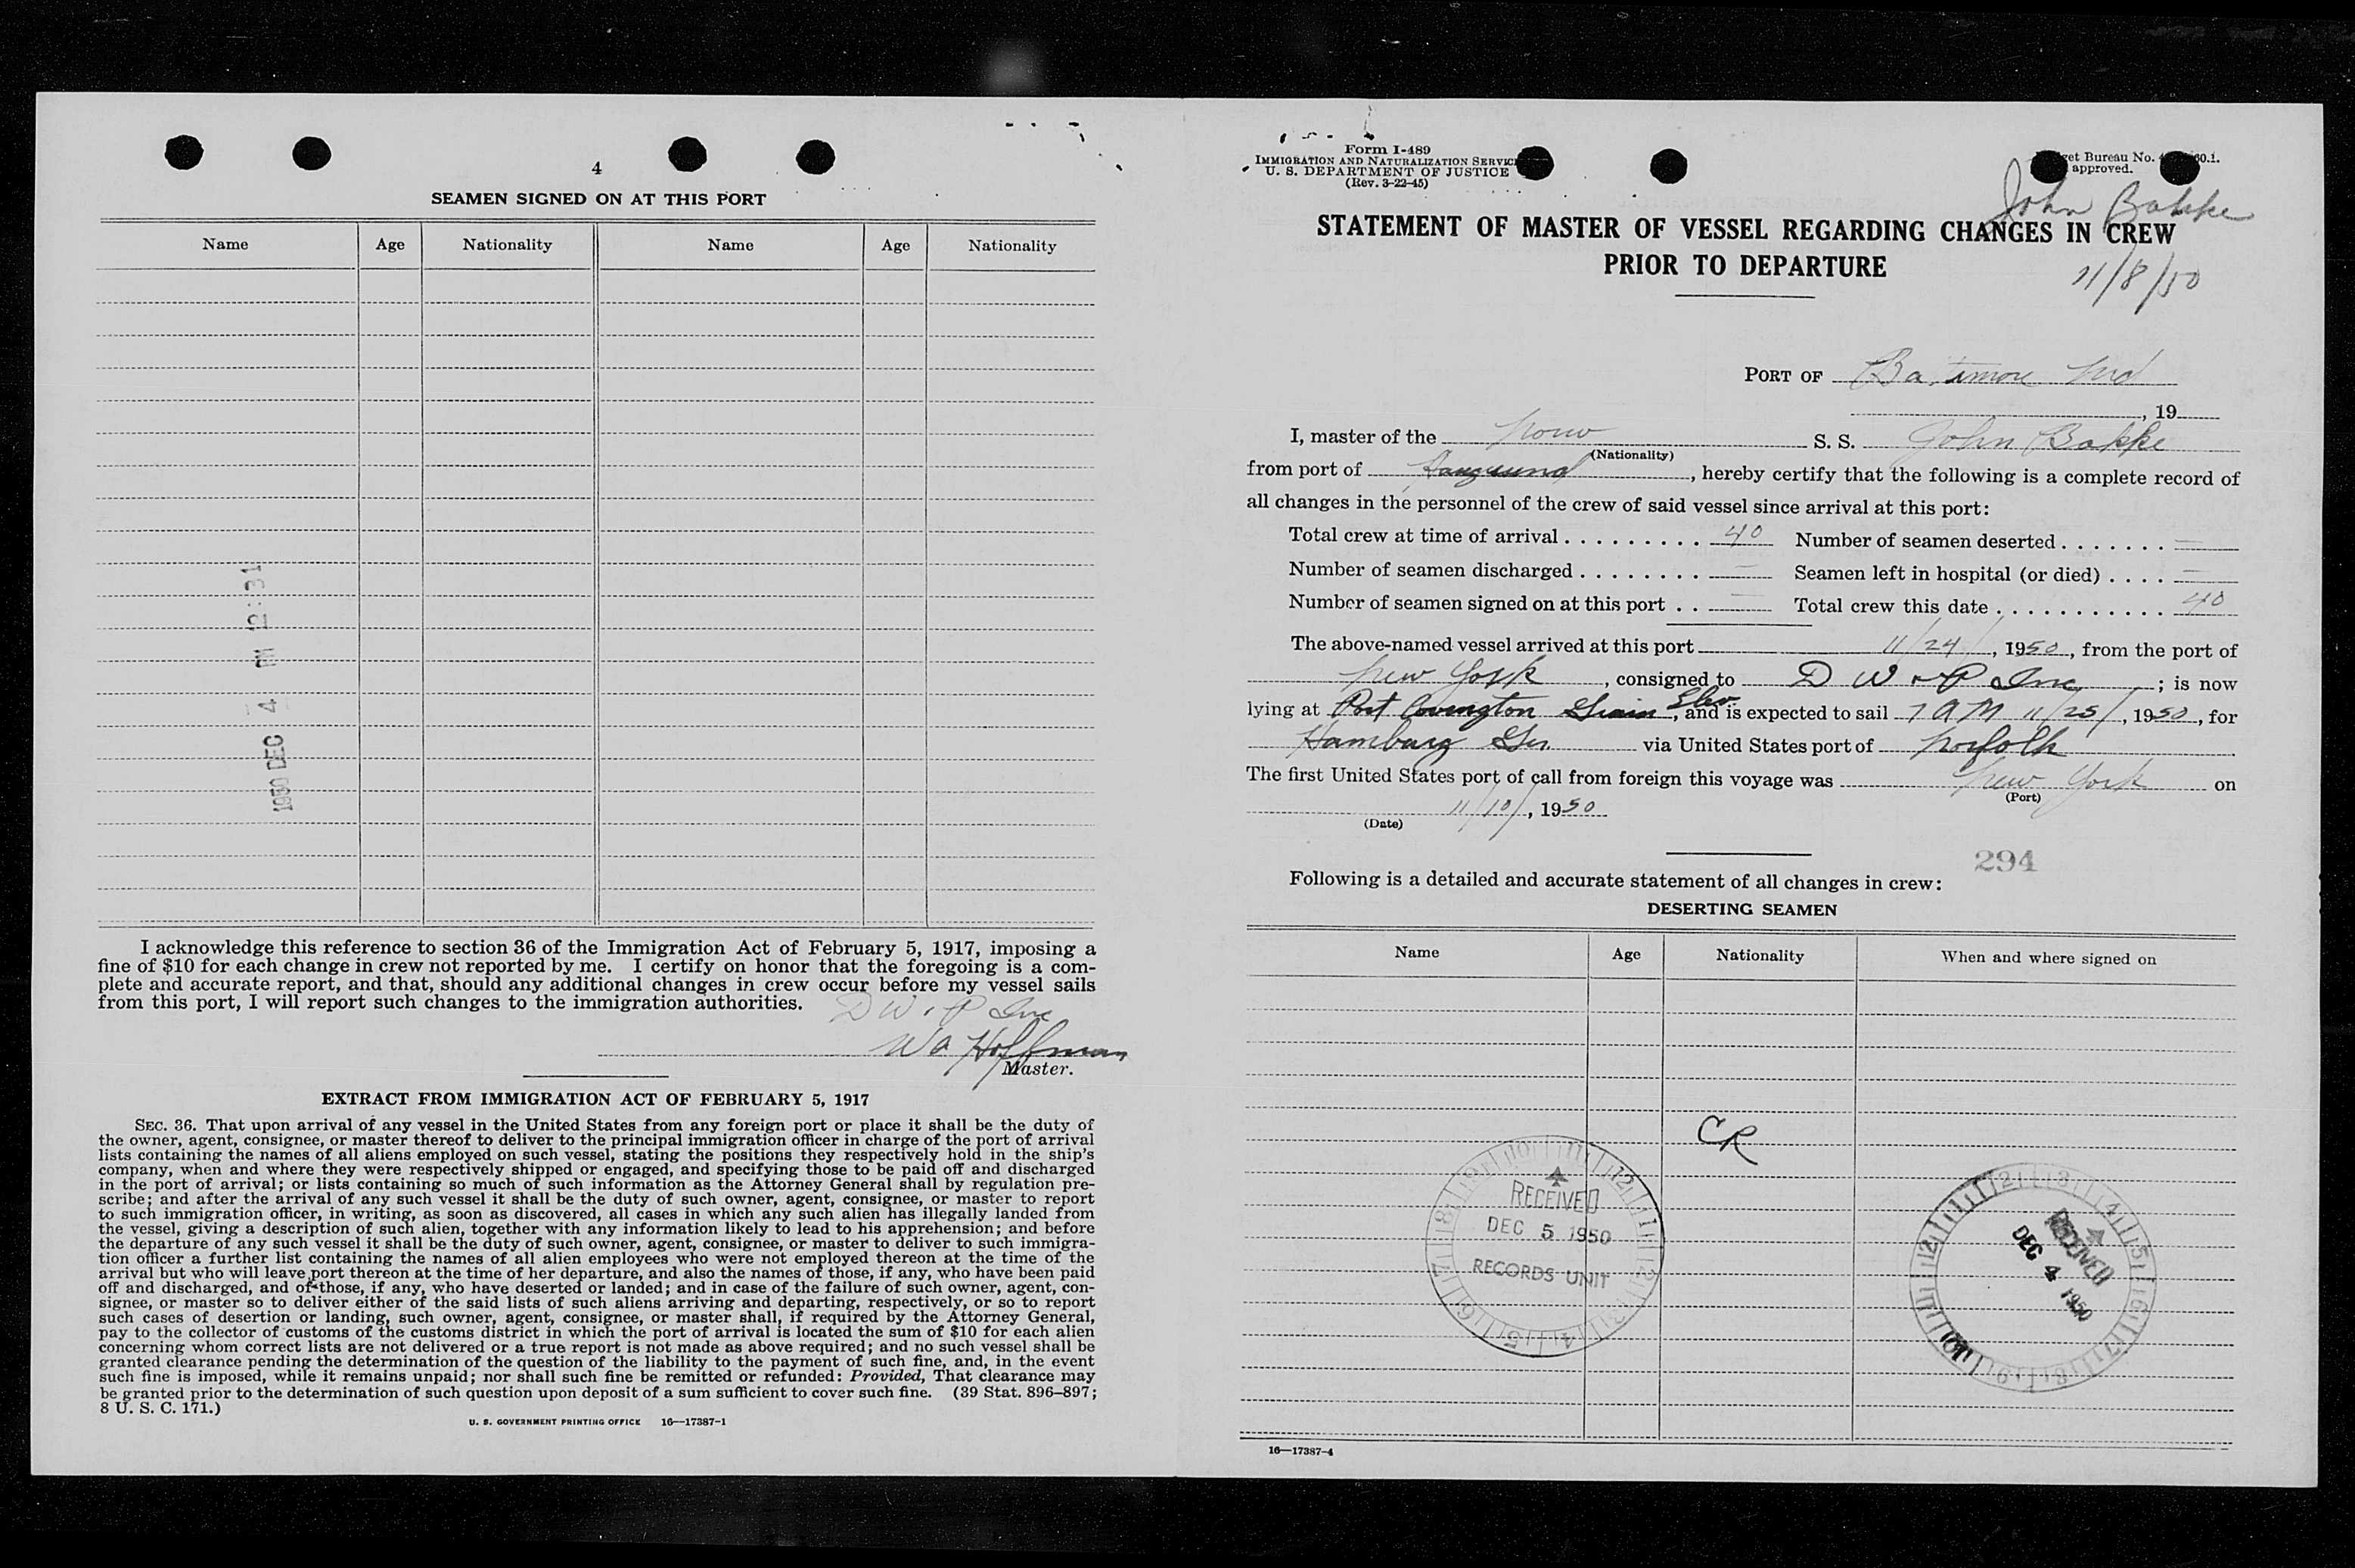 4
SEAMEN SIGNED ON AT THIS PORT
Name Age Nationality Name Age Nationality
1950 DEC 4 12:31
I acknowledge this reference to section 36 of the Immigration Act of February 5, 1917, imposing a
fine of $10 for each change in crew not reported by me. I certify on honor that the foregoing is a com-
plete and accurate report, and that, should any additional changes in crew occur before my vessel sails
from this port, I will report such changes to the immigration authorities.
D W & P Inc
Wa Hoffman
Master.
EXTRACT FROM IMMIGRATION ACT OF FEBRUARY 5, 1917
SEC. 36. That upon arrival of any vessel in the United States from any foreign port or place it shall be the duty of
the owner, agent, consignee, or master thereof to deliver to the principal immigration officer in charge of the port of arrival
lists containing the names of all aliens employed on such vessel, stating the positions they respectively hold in the ship's
company, when and where they were respectively shipped or engaged, and specifying those to be paid off and discharged
in the port of arrival; or lists containing so much of such information as the Attorney General shall by regulation pre-
scribe; and after the arrival of any such vessel it shall be the duty of such owner, agent, consignee, or master to report
to such immigration officer, in writing, as soon as discovered, all cases in which any such alien has illegally landed from
the vessel, giving a description of such alien, together with any information likely to lead to his apprehension; and before
the departure of any such vessel it shall be the duty of such owner, agent, consignee, or master to deliver to such immigra-
tion officer a further list containing the names of all alien employees who were not employed thereon at the time of the
arrival but who will leave port thereon at the time of her departure, and also the names of those, if any, who have been paid
off and discharged, and of those, if any, who have deserted or landed; and in case of the failure of such owner, agent, con-
signee, or master so to deliver either of the said lists of such aliens arriving and departing, respectively, or so to report
such cases of desertion or landing, such owner, agent, consignee, or master shall, if required by the Attorney General,
pay to the collector of customs of the customs district in which the port of arrival is located the sum of $10 for each alien
concerning whom correct lists are not delivered or a true report is not made as above required; and no such vessel shall be
granted clearance pending the determination of the question of the liability to the payment of such fine, and, in the event
such fine is imposed, while it remains unpaid; nor shall such fine be remitted or refunded: Provided, That clearance may
be granted prior to the determination of such question upon deposit of a sum sufficient to cover such fine. (39 Stat. 896–897;
8 U. S. C. 171.)
U. S. GOVERNMENT PRINTING OFFICE 16—17387-1
Form I-489
IMMIGRATION AND NATURALIZATION SERVICE
U. S. DEPARTMENT OF JUSTICE
(Rev. 3-22-45)
Bureau No.
approved.
John Bakke
STATEMENT OF MASTER OF VESSEL REGARDING CHANGES IN CREW
PRIOR TO DEPARTURE
11/8/50
PORT OF Baltimore Md
, 19
I, master of the Norw S. S. John Bakke
(Nationality)
from port of Haugesund, hereby certify that the following is a complete record of
all changes in the personnel of the crew of said vessel since arrival at this port:
Total crew at time of arrival . . . . . . . . . 40 Number of seamen deserted . . . . . . . —
Number of seamen discharged . . . . . . . . — Seamen left in hospital (or died) . . . . —
Number of seamen signed on at this port . . — Total crew this date . . . . . . . . . . . 40
The above-named vessel arrived at this port 11/24/, 1950, from the port of
New York, consigned to D W & P Inc; is now
lying at Port Covington Grain Elev., and is expected to sail 7 AM 11/25/, 1950, for
Hamburg Ger. via United States port of Norfolk
The first United States port of call from foreign this voyage was New York on
(Port)
11/10/, 1950
(Date)
294
Following is a detailed and accurate statement of all changes in crew:
DESERTING SEAMEN
Name Age Nationality When and where signed on
CR
RECEIVED
DEC 5 1950
RECORDS UNIT
RECEIVED
DEC 4 1950
16—17387-4